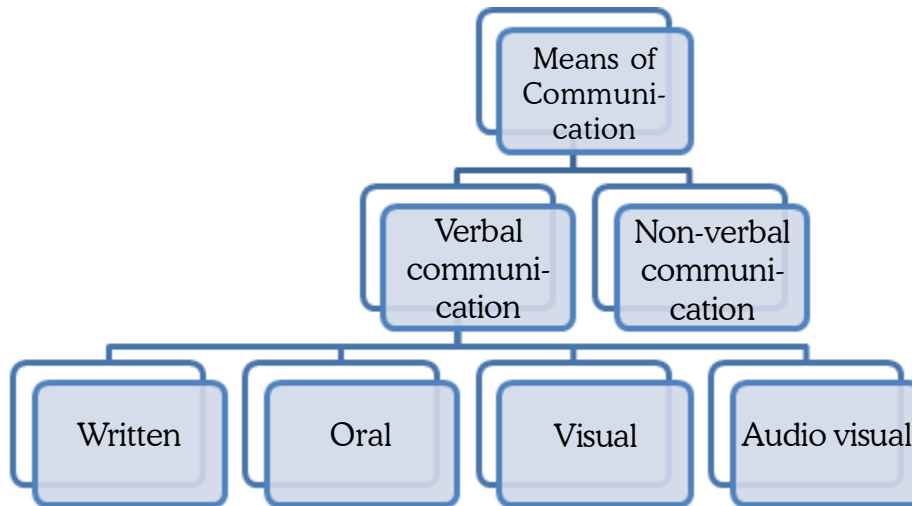 Means of
Communi-
cation
Verbal
communi-
cation
Non-verbal
communi-
cation
Written
Oral
Visual
Audio visual